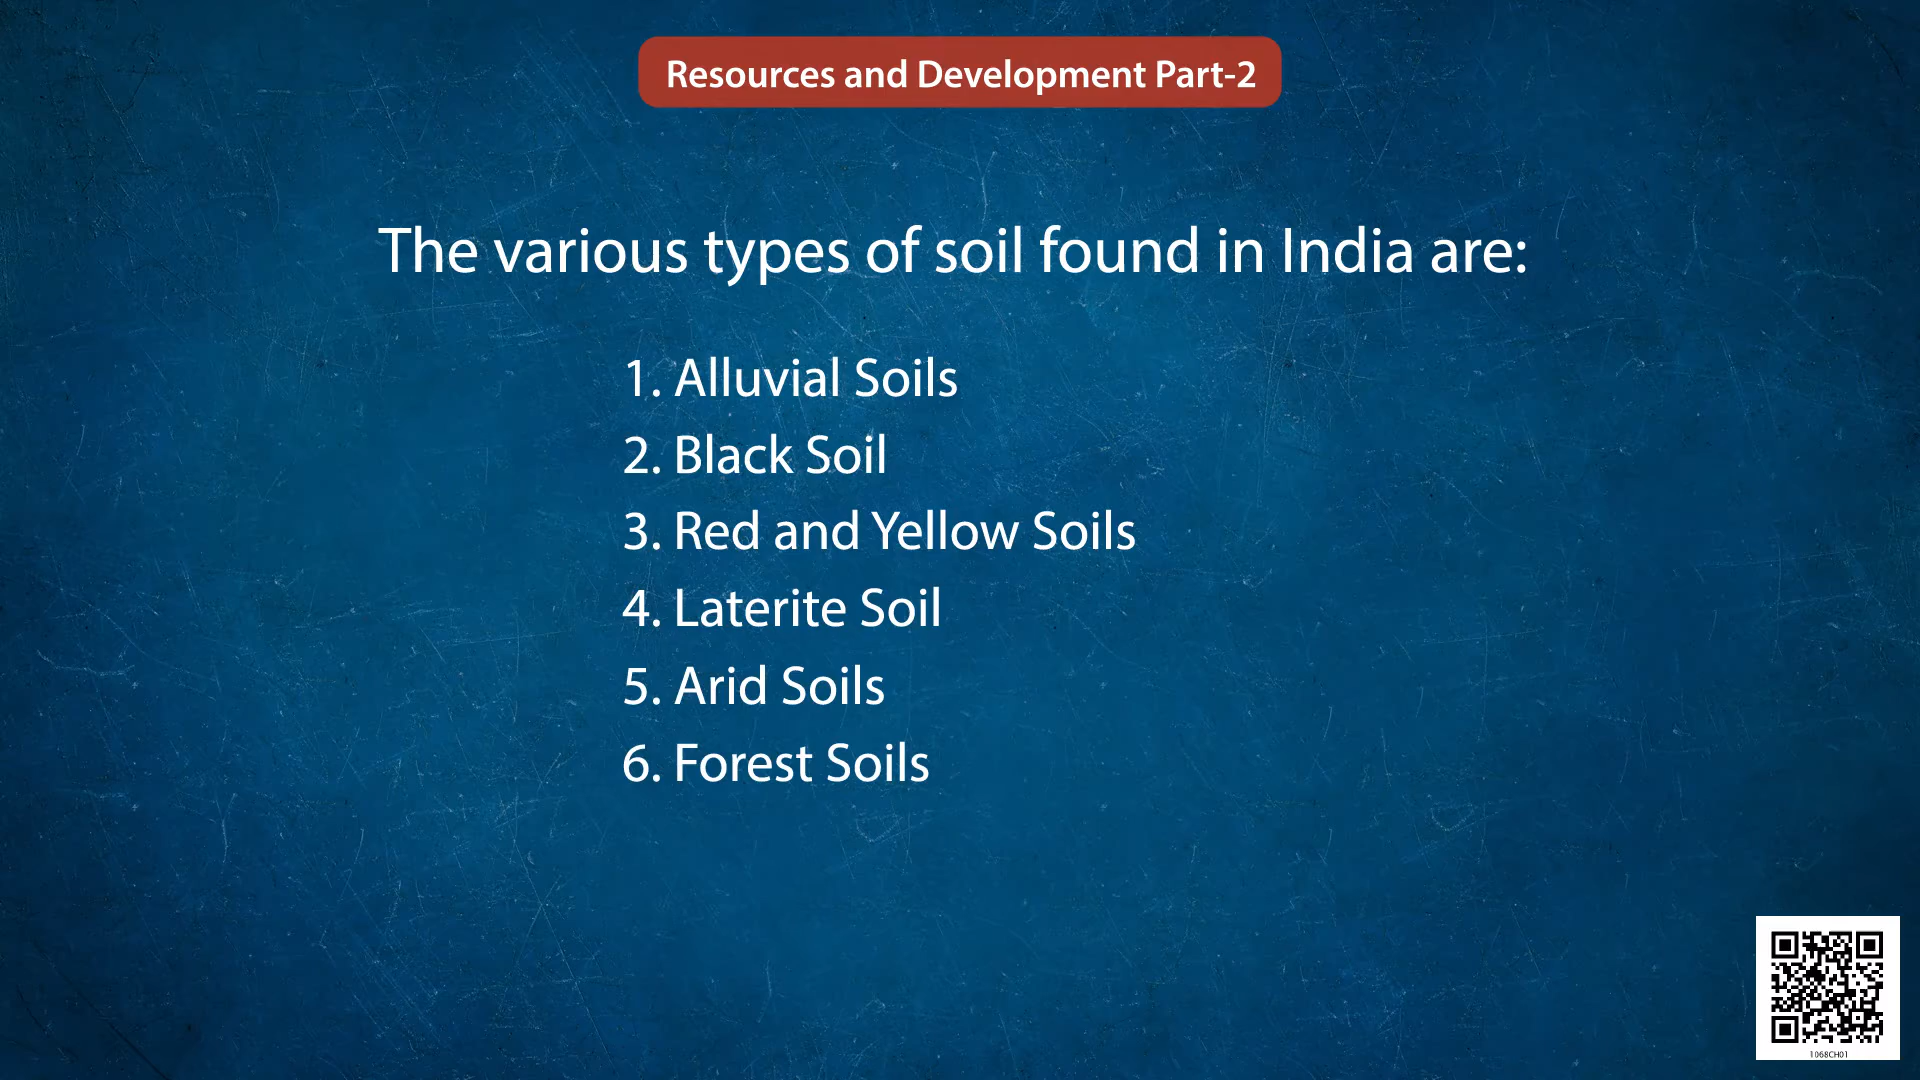 Resources and Development Part-2
The various types of soil found in India are:
1. Alluvial Soils
2. Black Soil
3. Red and Yellow Soils
4. Laterite Soil
5. Arid Soils
6. Forest Soils
1068CH01